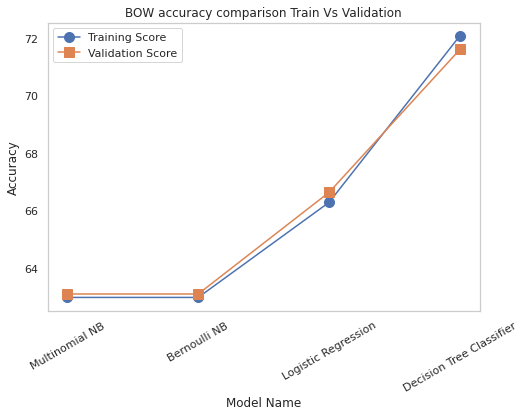 BOW accuracy comparison Train Vs Validation
Training Score
Validation Score
72
70
68
66
64
Accuracy
Multinomial NB
Bernoulli NB
Logistic Regression
Decision Tree Classifier
Model Name